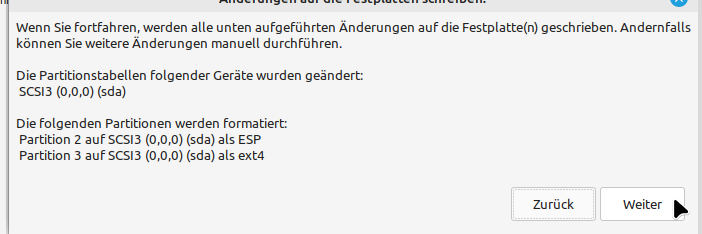 Änderungen auf die Festplatten schreiben?
Wenn Sie fortfahren, werden alle unten aufgeführten Änderungen auf die Festplatte(n) geschrieben. Andernfalls
können Sie weitere Änderungen manuell durchführen.
Die Partitionstabellen folgender Geräte wurden geändert:
SCSI3 (0,0,0) (sda)
Die folgenden Partitionen werden formatiert:
Partition 2 auf SCSI3 (0,0,0) (sda) als ESP
Partition 3 auf SCSI3 (0,0,0) (sda) als ext4
Zurück
Weiter